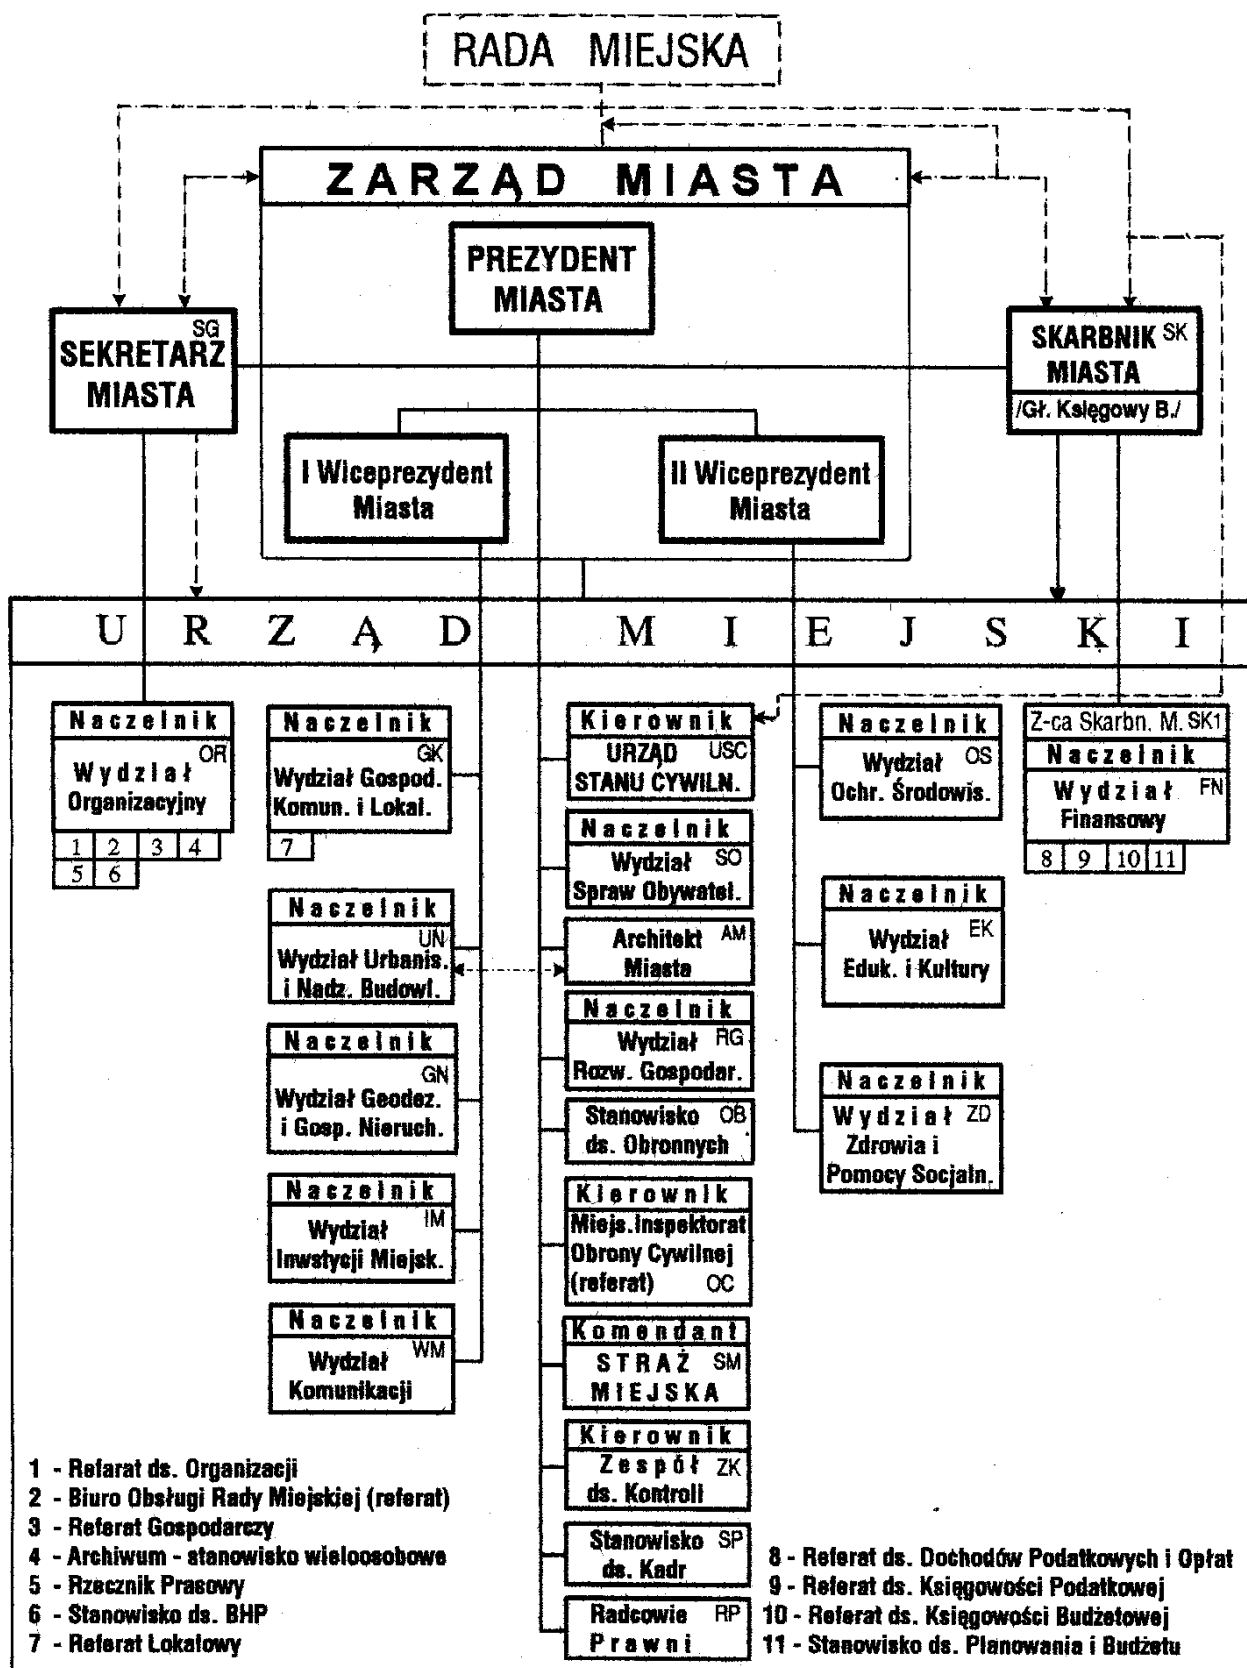 RADA MIEJSKA
ZARZĄD MIASTA
PREZYDENT
MIASTA
SG
SEKRETARZ
MIASTA
SKARBNIK SK
MIASTA
/Gł. Księgowy B./
I Wiceprezydent
Miasta
II Wiceprezydent
Miasta
URZĄD MIEJSKI
Naczelnik
OR
Wydział
Organizacyjny
1 2 3 4
5 6
Naczelnik
GK
Wydział Gospod.
Komun. i Lokal.
7
Naczelnik
UN
Wydział Urbanis.
i Nadz. Budowl.
Naczelnik
GN
Wydział Geodez.
i Gosp. Nieruch.
Naczelnik
IM
Wydział
Inwstycji Miejsk.
Naczelnik
WM
Wydział
Komunikacji
Kierownik
URZĄD USC
STANU CYWILN.
Naczelnik
Wydział SO
Spraw Obywatel.
Architekt AM
Miasta
Naczelnik
Wydział RG
Rozw. Gospodar.
Stanowisko OB
ds. Obronnych
Kierownik
Miejs.Inspektorat
Obrony Cywilnej
(referat) OC
Komendant
STRAŻ SM
MIEJSKA
Kierownik
Zespół ZK
ds. Kontroli
Stanowisko SP
ds. Kadr
Radcowie RP
Prawni
Naczelnik
Wydział OS
Ochr. Środowis.
Naczelnik
Wydział EK
Eduk. i Kultury
Naczelnik
Wydział ZD
Zdrowia i
Pomocy Socjaln.
Z-ca Skarbn. M. SK1
Naczelnik
Wydział FN
Finansowy
8 9 10 11
1 - Refarat ds. Organizacji
2 - Biuro Obsługi Rady Miejskiej (referat)
3 - Referat Gospodarczy
4 - Archiwum - stanowisko wieloosobowe
5 - Rzecznik Prasowy
6 - Stanowisko ds. BHP
7 - Referat Lokalowy
8 - Referat ds. Dochodów Podatkowych i Opłat
9 - Referat ds. Księgowości Podatkowej
10 - Referat ds. Księgowości Budżetowej
11 - Stanowisko ds. Planowania i Budżetu